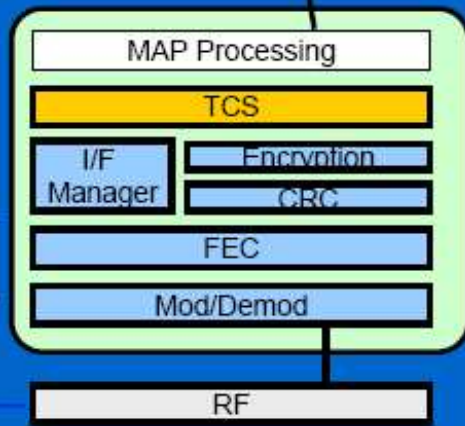 MAP Processing
TCS
I/F
Manager
Encryption
CRC
FEC
Mod/Demod
RF